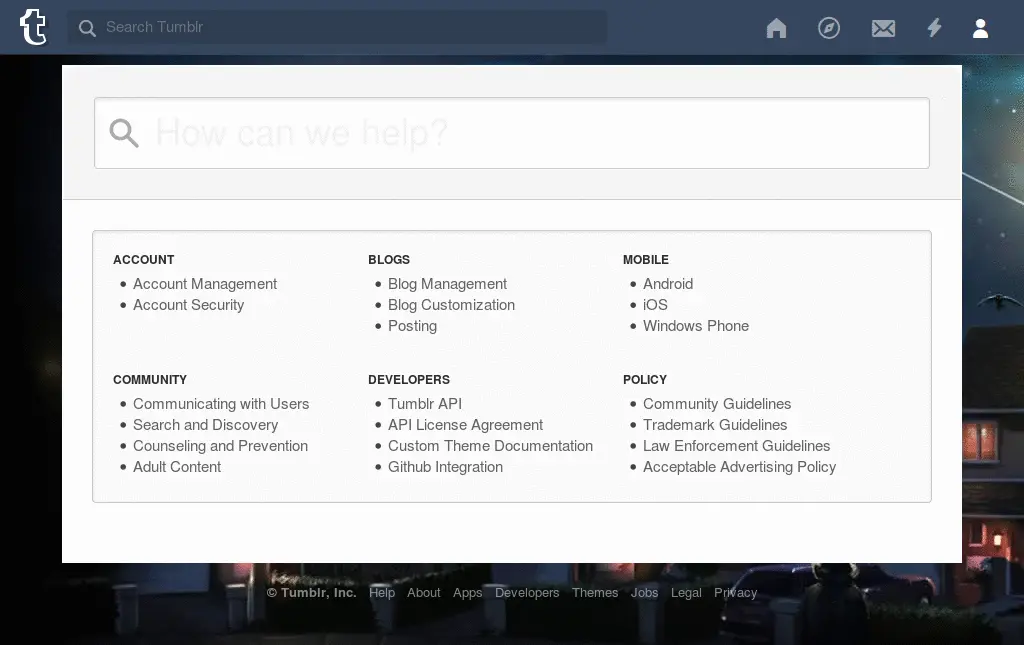 Search Tumblr
How can we help?
ACCOUNT
Account Management
Account Security
BLOGS
Blog Management
Blog Customization
Posting
MOBILE
Android
iOS
Windows Phone
COMMUNITY
Communicating with Users
Search and Discovery
Counseling and Prevention
Adult Content
DEVELOPERS
Tumblr API
API License Agreement
Custom Theme Documentation
Github Integration
POLICY
Community Guidelines
Trademark Guidelines
Law Enforcement Guidelines
Acceptable Advertising Policy
© Tumblr, Inc. Help About Apps Developers Themes Jobs Legal Privacy